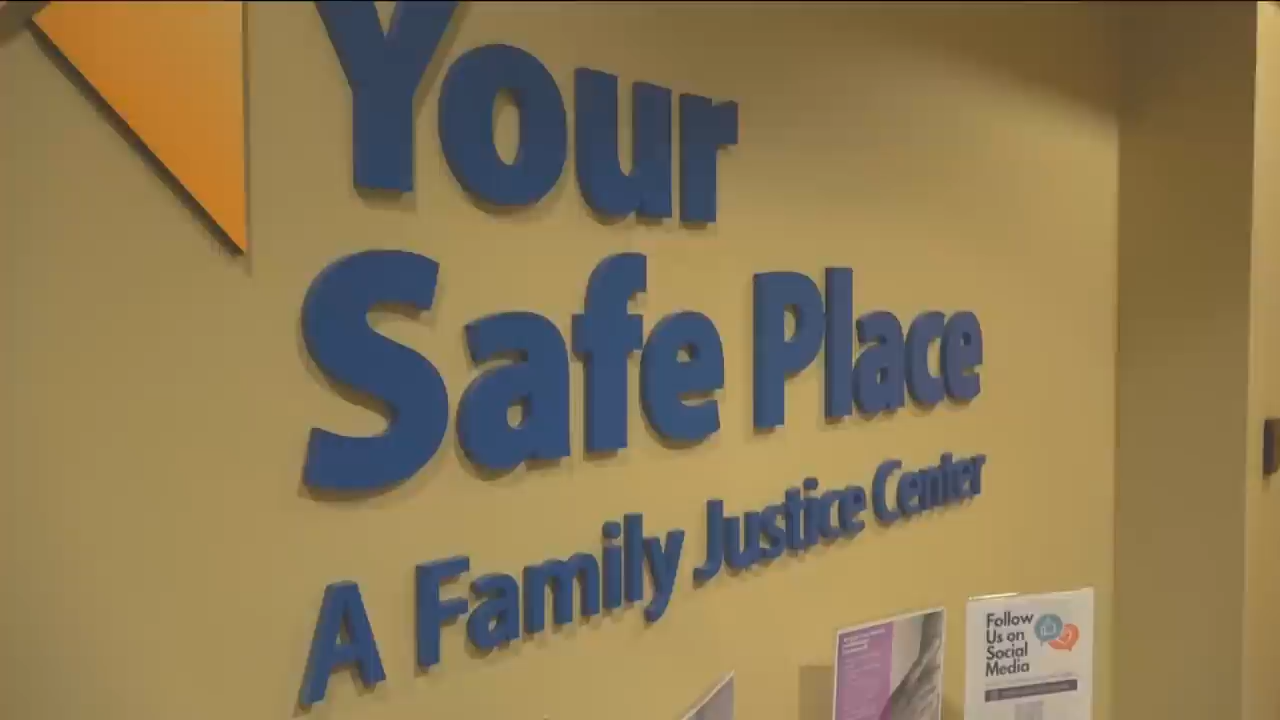 Your
Safe Place
A Family Justice Center
Follow
Us on
Social
Media